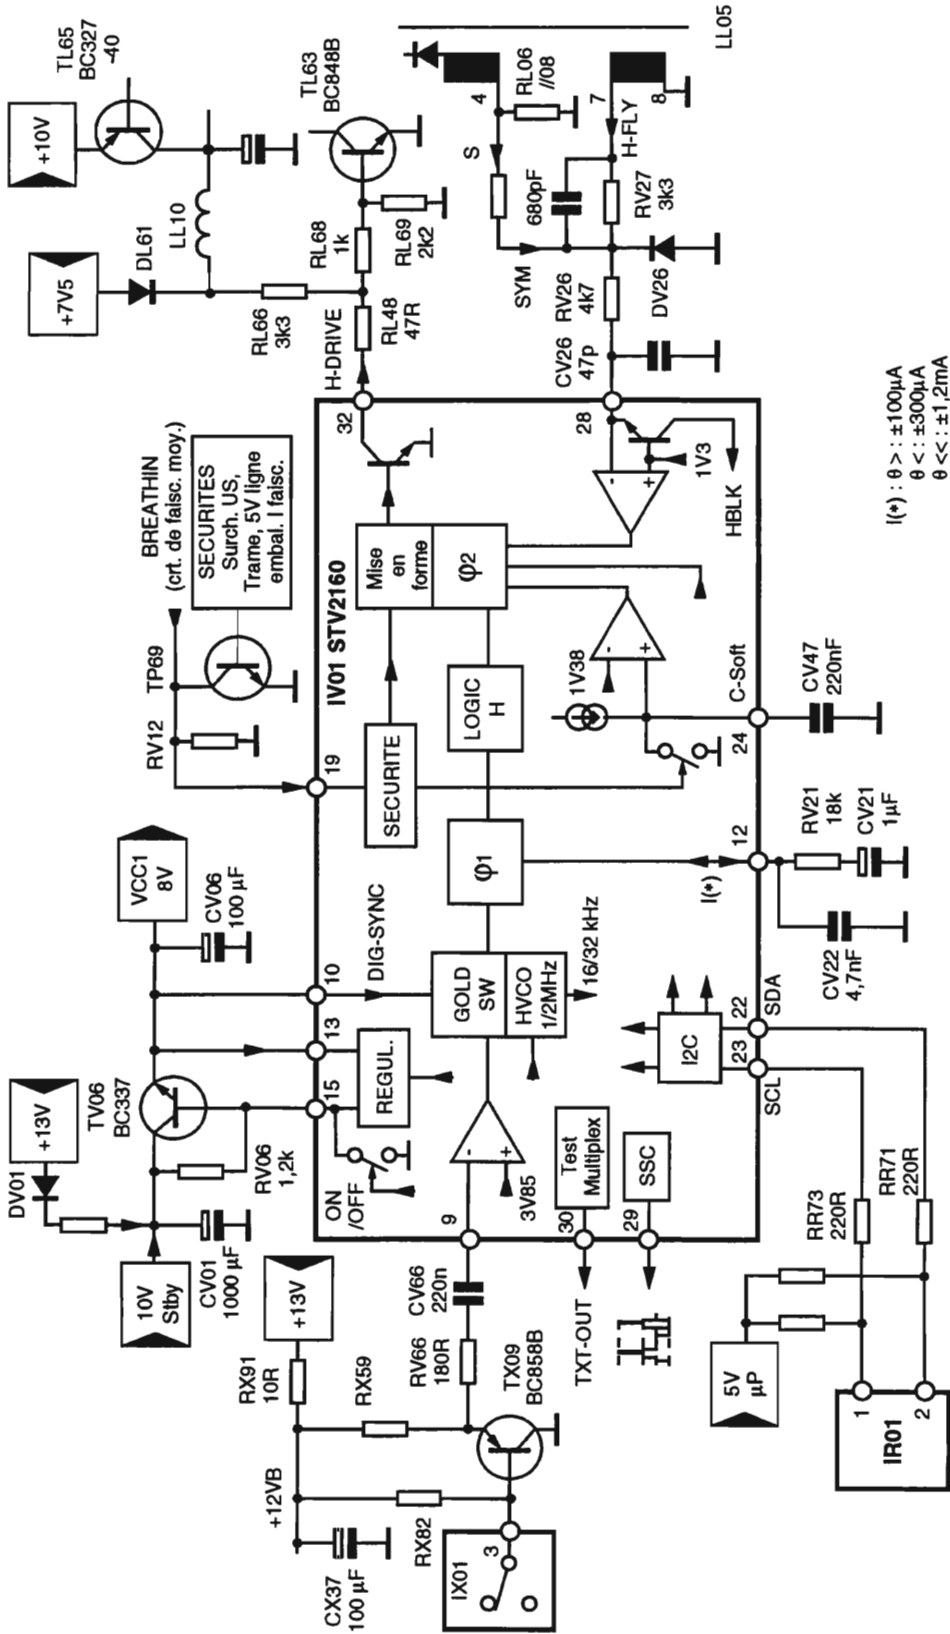 10V
Stby
DV01
+13V
CV01
1000 µF
TV06
BC337
RV06
1,2k
VCC1
8V
CV06
100 µF
BREATHIN
(crt. de faisc. moy.)
RV12
TP69
SECURITES
Surch. US,
Trame, 5V ligne
embal. I faisc.
+7V5
DL61
+10V
TL65
BC327
-40
LL10
RL66
3k3
H-DRIVE
RL48
47R
RL68
1k
RL69
2k2
TL63
BC848B
RX91
10R
+13V
+12VB
CX37
100 µF
RX59
RX82
RV66
180R
CV66
220n
TX09
BC858B
IX01
3
IV01 STV2160
15
13
10
19
32
ON
/OFF
REGUL.
DIG-SYNC
SECURITE
Mise
en
forme
φ2
9
-
+
3V85
GOLD
SW
HVCO
1/2MHz
16/32 kHz
φ1
LOGIC
H
1V38
-
+
-
+
1V3
HBLK
28
30
Test
Multiplex
29
SSC
TXT-OUT
I2C
23
22
SCL
SDA
I(*)
12
24
C-Soft
CV22
4,7nF
RV21
18k
CV21
1µF
CV47
220nF
CV26
47p
RV26
4k7
SYM
DV26
680pF
S
RV27
3k3
H-FLY
RL06
//08
4
7
8
LL05
5V
µP
RR73
220R
RR71
220R
1
2
IR01
I(*) : θ > : ±100µA
θ < : ±300µA
θ << : ±1,2mA